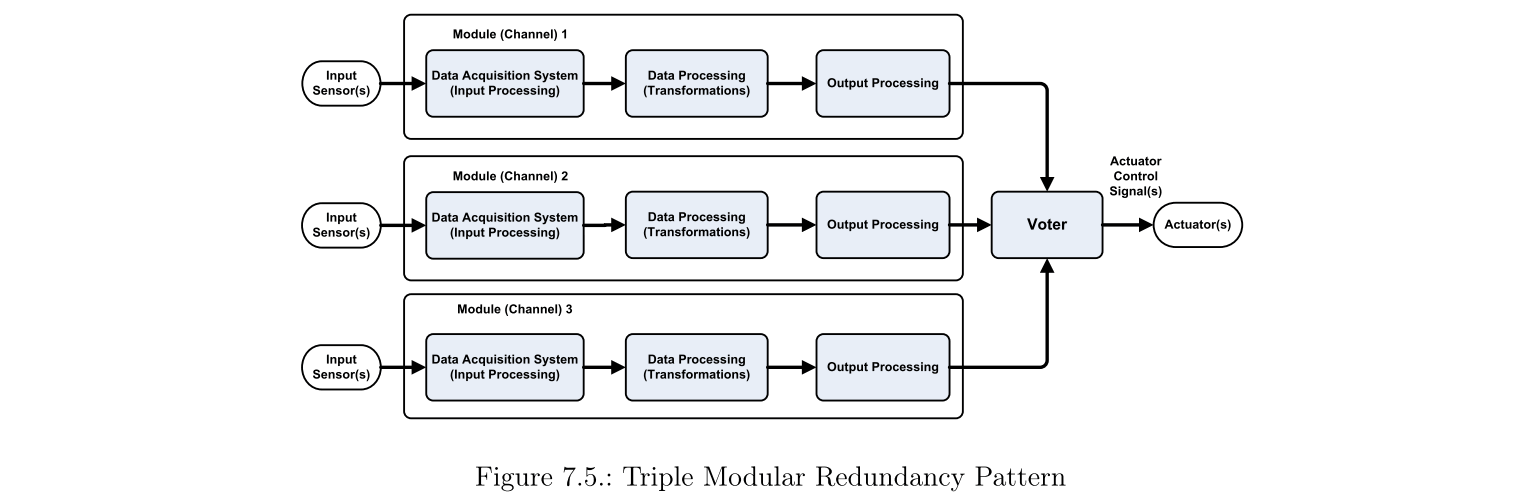 Module (Channel) 1
Input
Sensor(s)
Data Acquisition System
(Input Processing)
Data Processing
(Transformations)
Output Processing
Module (Channel) 2
Input
Sensor(s)
Data Acquisition System
(Input Processing)
Data Processing
(Transformations)
Output Processing
Voter
Actuator
Control
Signal(s)
Actuator(s)
Module (Channel) 3
Input
Sensor(s)
Data Acquisition System
(Input Processing)
Data Processing
(Transformations)
Output Processing
Figure 7.5.: Triple Modular Redundancy Pattern